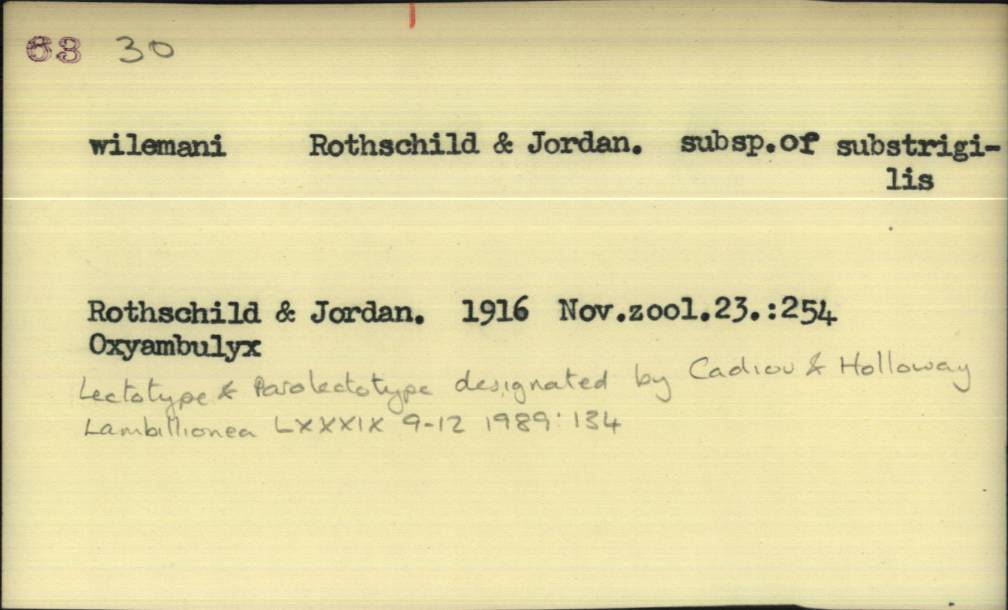 68 30
wilemani Rothschild & Jordan. subsp.of substrigi-
lis
Rothschild & Jordan. 1916 Nov.zool.23.:254
Oxyambulyx
Lectotype & Paralectotype designated by Cadiou & Holloway
Lambillionea LXXXIX 9-12 1989: 134